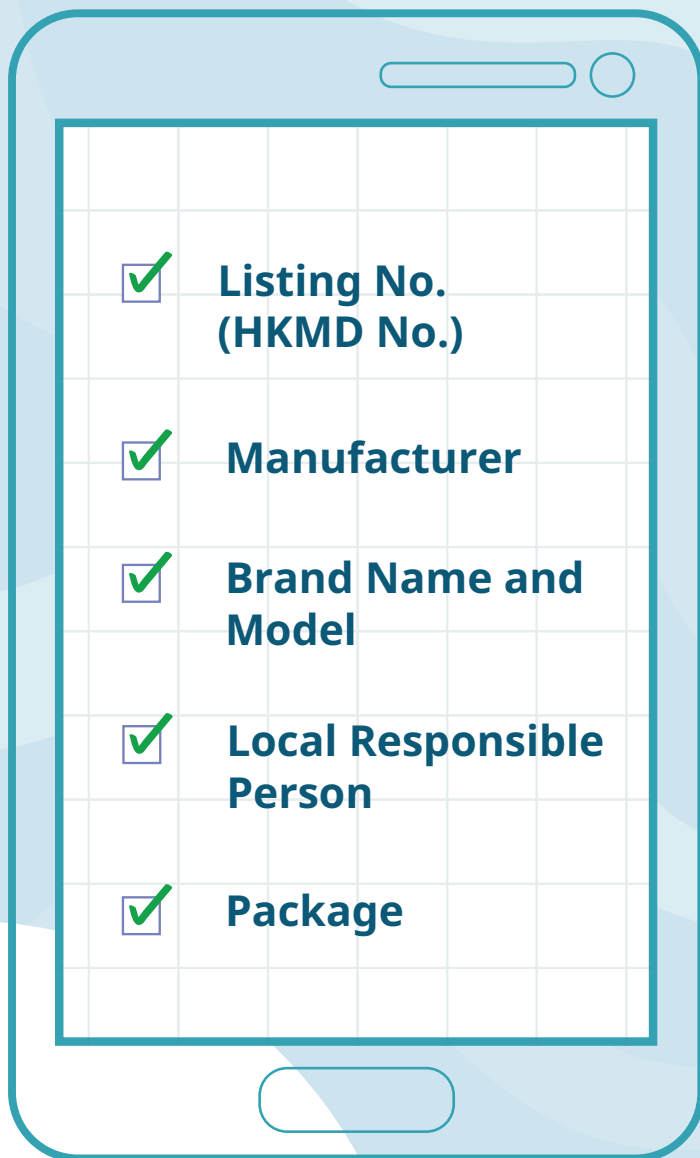 Listing No.
(HKMD No.)
Manufacturer
Brand Name and
Model
Local Responsible
Person
Package